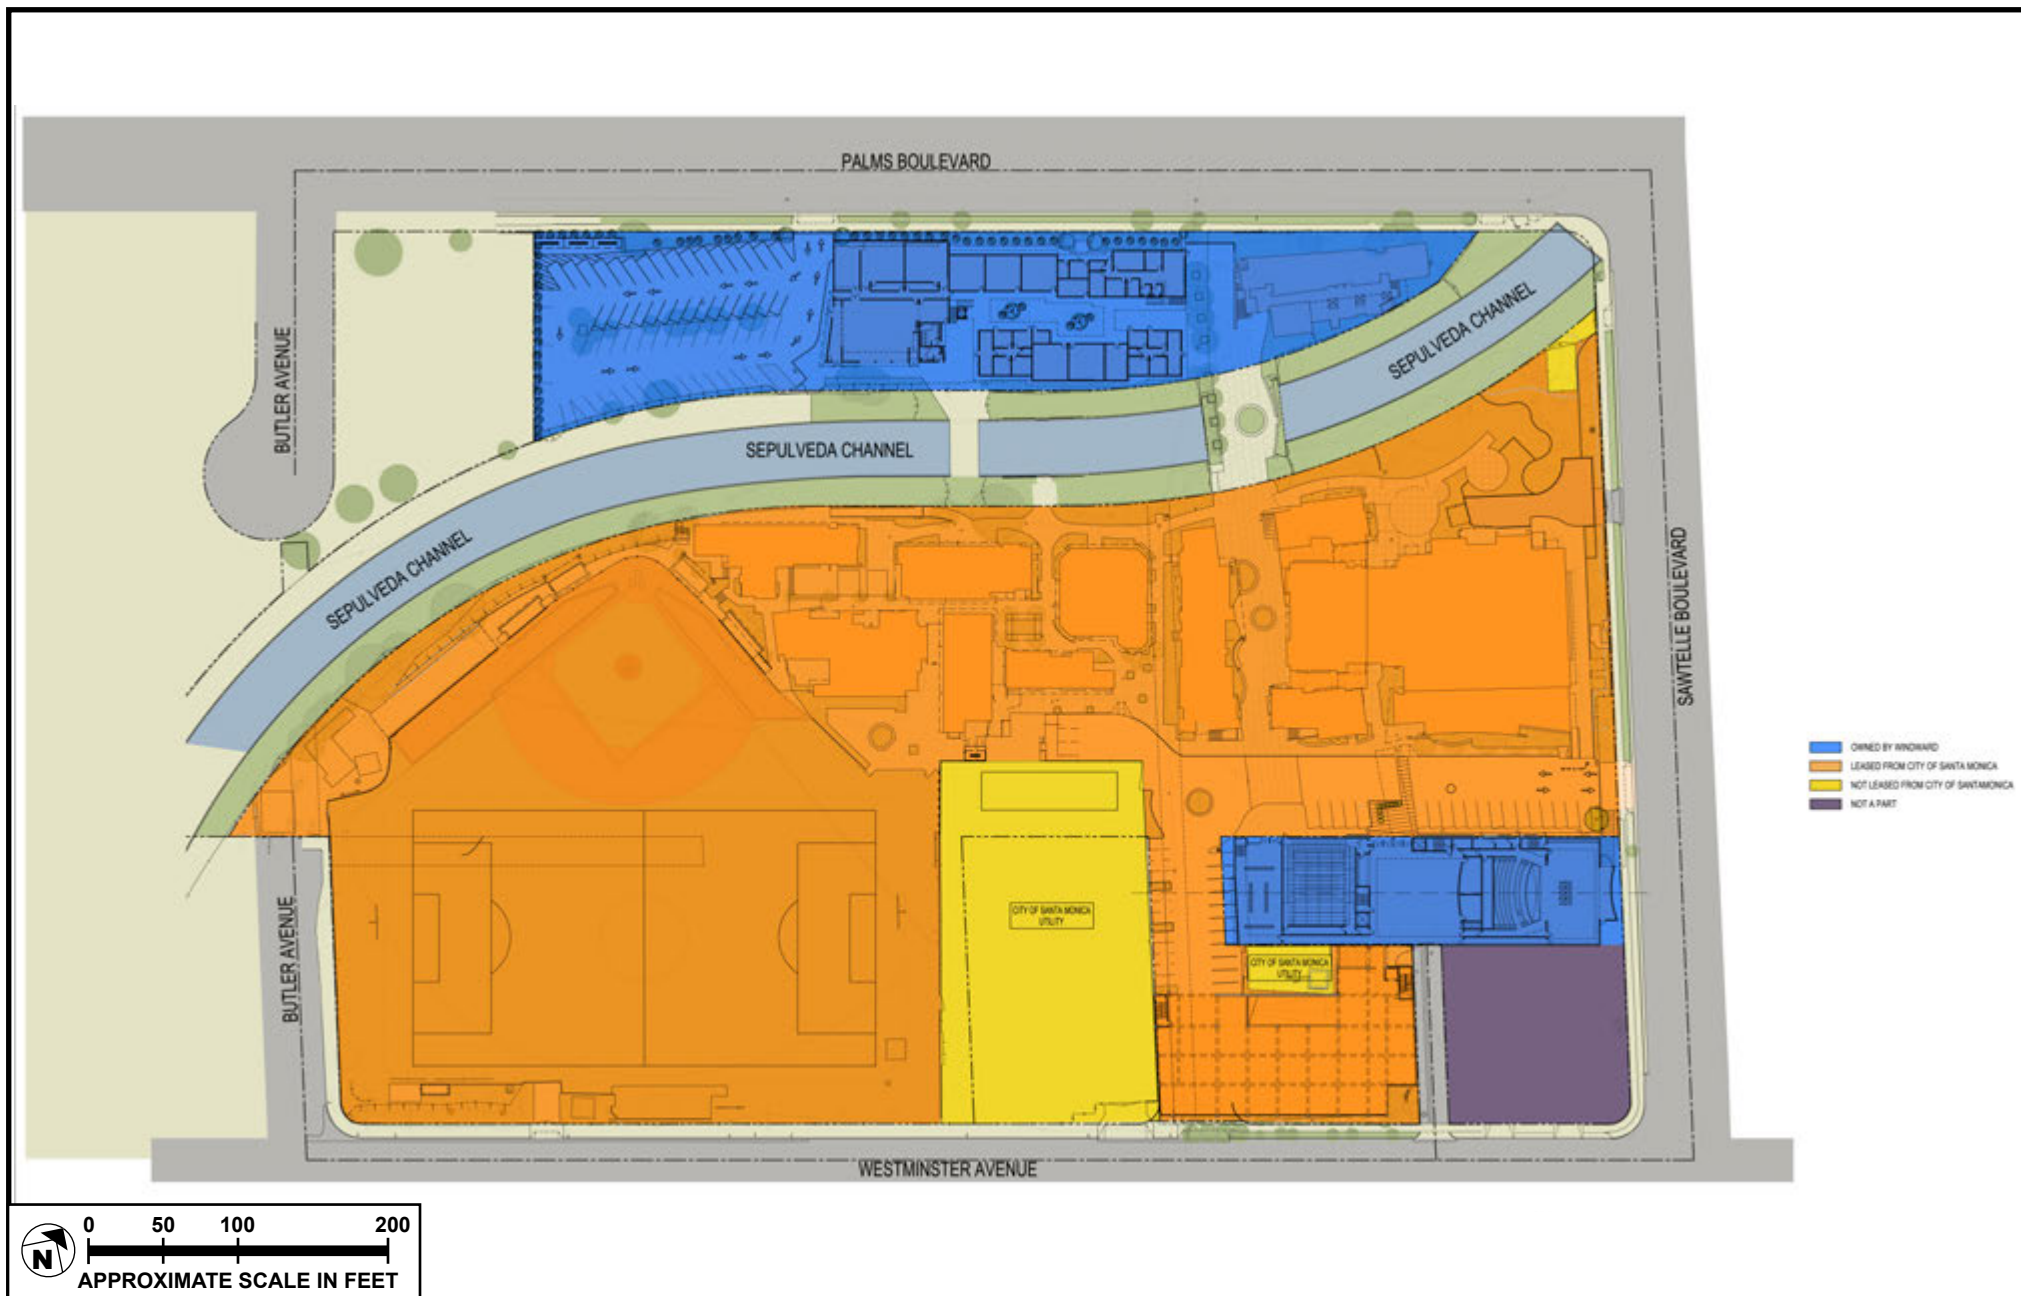 PALMS BOULEVARD
BUTLER AVENUE
SEPULVEDA CHANNEL
SEPULVEDA CHANNEL
SEPULVEDA CHANNEL
SAWTELLE BOULEVARD
OWNED BY WINDWARD
LEASED FROM CITY OF SANTA MONICA
NOT LEASED FROM CITY OF SANTAMONICA
NOT A PART
CITY OF SANTA MONICA
UTILITY
CITY OF SANTA MONICA
UTILITY
BUTLER AVENUE
WESTMINSTER AVENUE
N
0 50 100 200
APPROXIMATE SCALE IN FEET